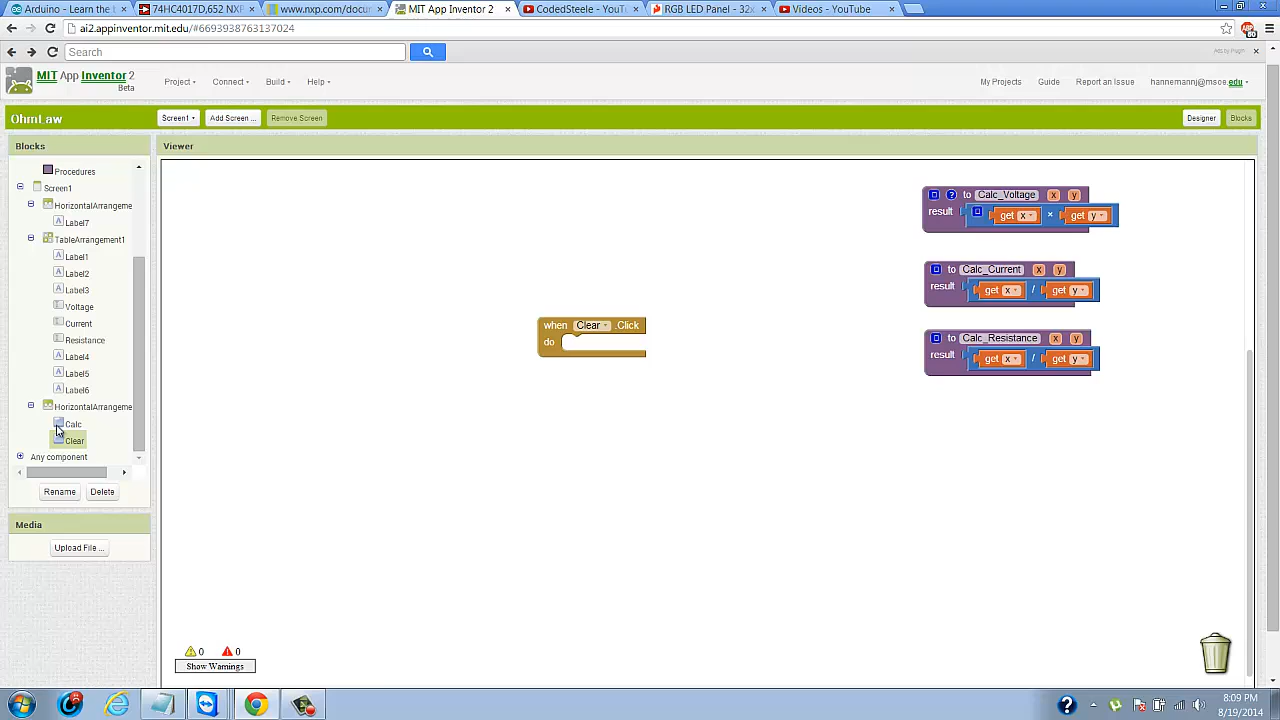 Arduino - Learn the t
74HC4017D,652 NXP
www.nxp.com/docum
MIT App Inventor 2
CodedSteele - YouTu
RGB LED Panel - 32x
Videos - YouTube
ai2.appinventor.mit.edu/#6693938763137024
Search
Ads by Plugin
MIT App Inventor 2
Beta
Project
Connect
Build
Help
My Projects
Guide
Report an Issue
hannemannj@msoe.edu
OhmLaw
Screen1
Add Screen ...
Remove Screen
Designer
Blocks
Blocks
Viewer
Procedures
Screen1
HorizontalArrangeme
Label7
TableArrangement1
Label1
Label2
Label3
Voltage
Current
Resistance
Label4
Label5
Label6
HorizontalArrangeme
Calc
Clear
Any component
Rename
Delete
Media
Upload File ...
when Clear .Click
do
? to Calc_Voltage x y
result get x × get y
to Calc_Current x y
result get x / get y
to Calc_Resistance x y
result get x / get y
0 0
Show Warnings
8:09 PM
8/19/2014